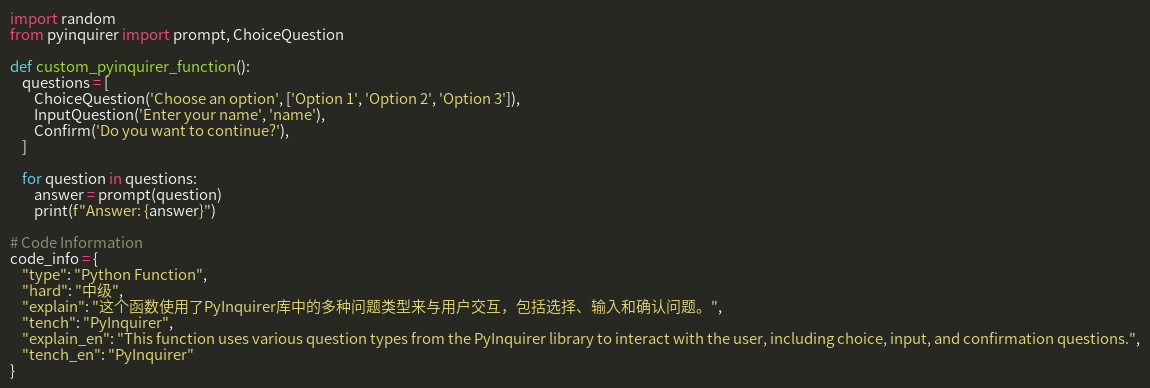 import random
from pyinquirer import prompt, ChoiceQuestion

def custom_pyinquirer_function():
    questions = [
        ChoiceQuestion('Choose an option', ['Option 1', 'Option 2', 'Option 3']),
        InputQuestion('Enter your name', 'name'),
        Confirm('Do you want to continue?'),
    ]

    for question in questions:
        answer = prompt(question)
        print(f"Answer: {answer}")

# Code Information
code_info = {
    "type": "Python Function",
    "hard": "中级",
    "explain": "这个函数使用了PyInquirer库中的多种问题类型来与用户交互，包括选择、输入和确认问题。",
    "tench": "PyInquirer",
    "explain_en": "This function uses various question types from the PyInquirer library to interact with the user, including choice, input, and confirmation questions.",
    "tench_en": "PyInquirer"
}